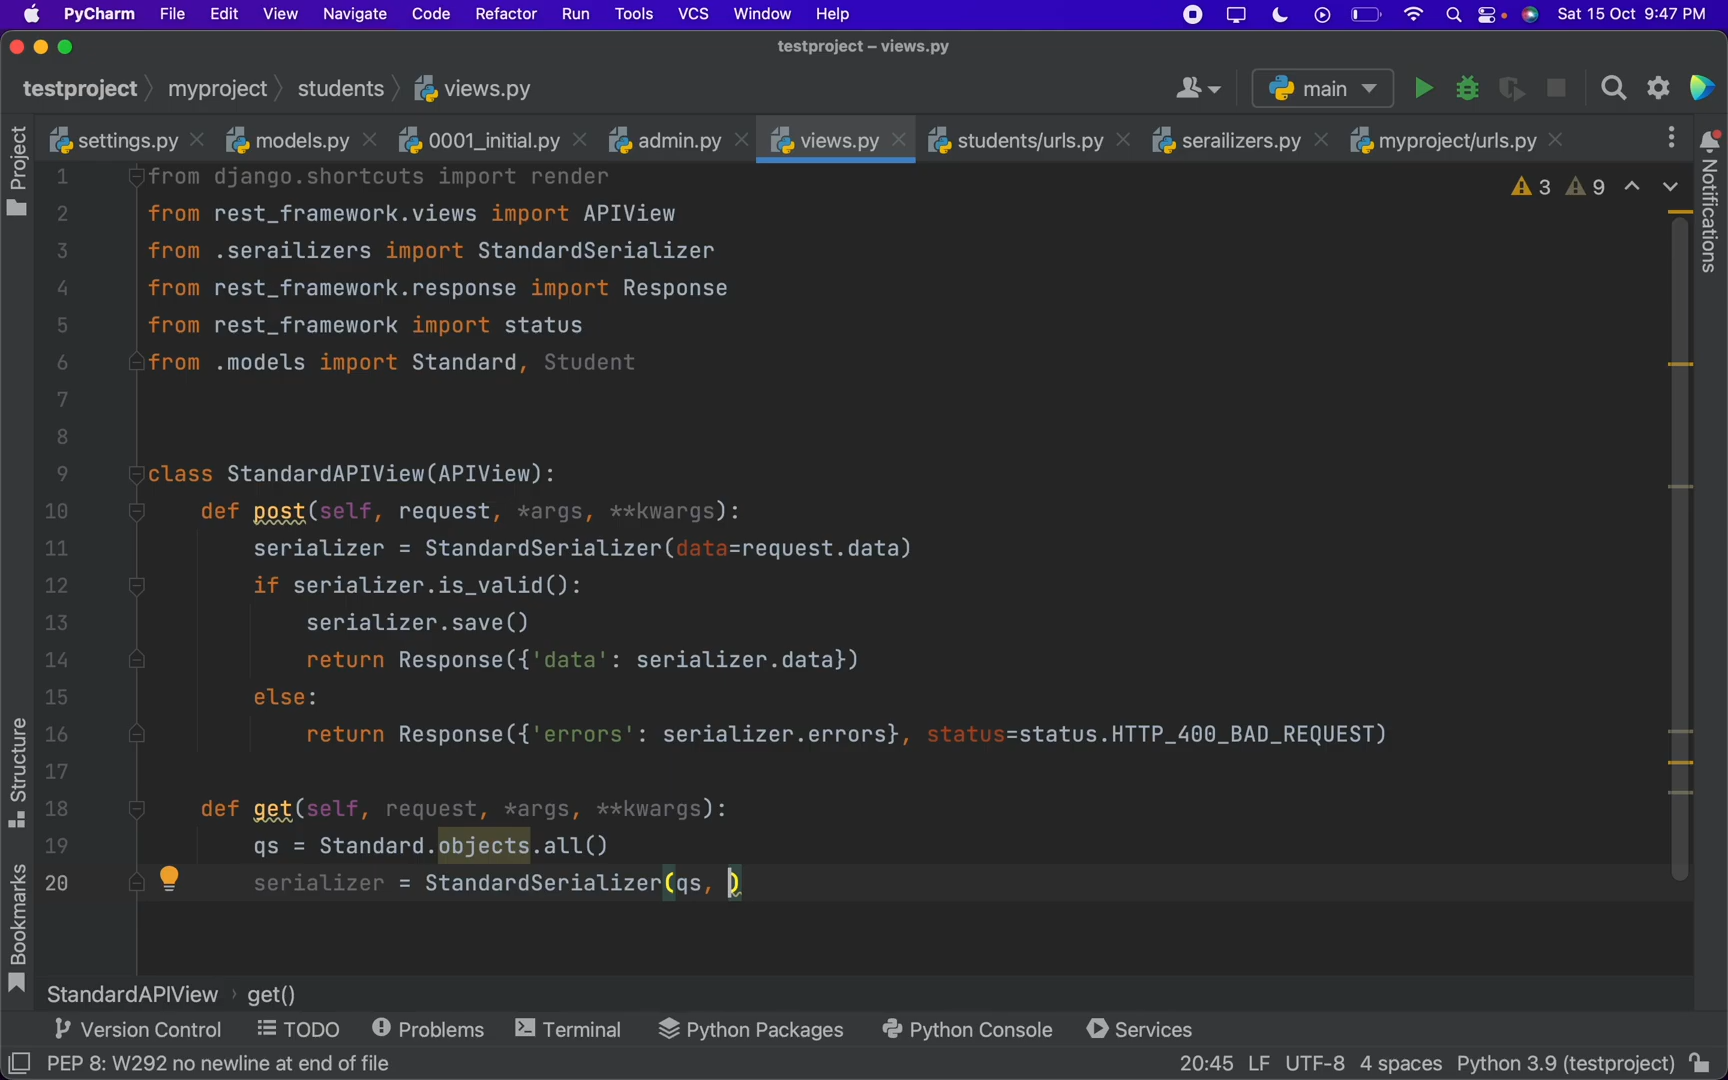 PyCharm File Edit View Navigate Code Refactor Run Tools VCS Window Help Sat 15 Oct 9:47 PM
testproject – views.py
testproject myproject students views.py main
settings.py models.py 0001_initial.py admin.py views.py students/urls.py serailizers.py myproject/urls.py
Project
Structure
Bookmarks
Notifications
3 9
1 from django.shortcuts import render
2 from rest_framework.views import APIView
3 from .serailizers import StandardSerializer
4 from rest_framework.response import Response
5 from rest_framework import status
6 from .models import Standard, Student
7
8
9 class StandardAPIView(APIView):
10 def post(self, request, *args, **kwargs):
11 serializer = StandardSerializer(data=request.data)
12 if serializer.is_valid():
13 serializer.save()
14 return Response({'data': serializer.data})
15 else:
16 return Response({'errors': serializer.errors}, status=status.HTTP_400_BAD_REQUEST)
17
18 def get(self, request, *args, **kwargs):
19 qs = Standard.objects.all()
20 serializer = StandardSerializer(qs, )
StandardAPIView › get()
Version Control TODO Problems Terminal Python Packages Python Console Services
PEP 8: W292 no newline at end of file 20:45 LF UTF-8 4 spaces Python 3.9 (testproject)